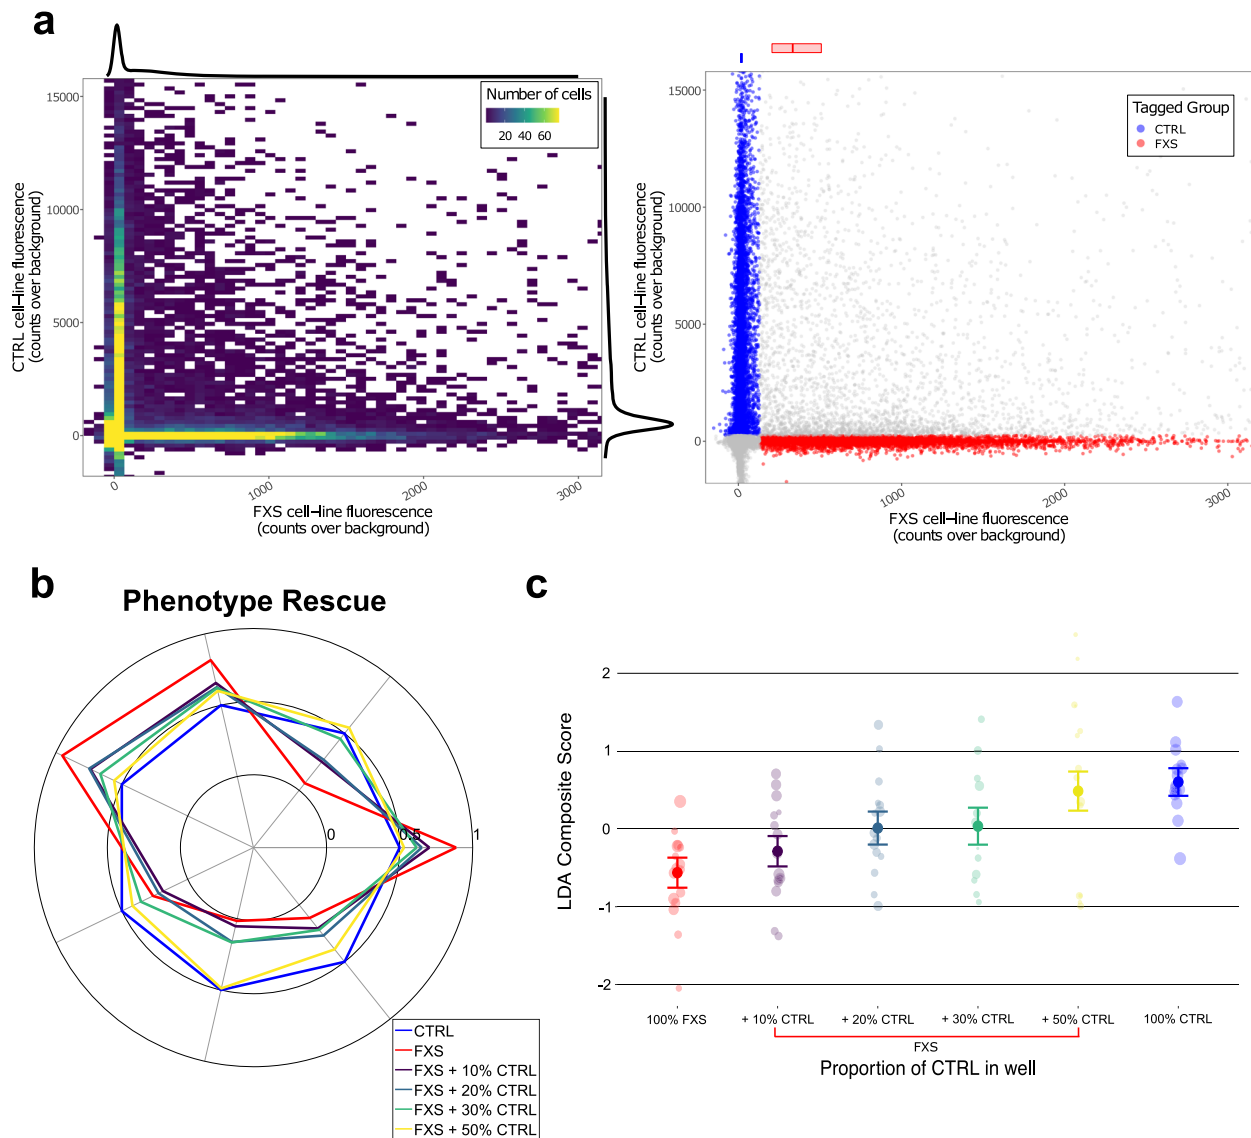 a
Number of cells
20 40 60
15000
10000
5000
0
CTRL cell-line fluorescence
(counts over background)
0 1000 2000 3000
FXS cell-line fluorescence
(counts over background)
Tagged Group
CTRL
FXS
15000
10000
5000
0
CTRL cell-line fluorescence
(counts over background)
0 1000 2000 3000
FXS cell-line fluorescence
(counts over background)
b
Phenotype Rescue
0 0.5 1
CTRL
FXS
FXS + 10% CTRL
FXS + 20% CTRL
FXS + 30% CTRL
FXS + 50% CTRL
c
LDA Composite Score
2
1
0
-1
-2
100% FXS + 10% CTRL + 20% CTRL + 30% CTRL + 50% CTRL 100% CTRL
FXS
Proportion of CTRL in well